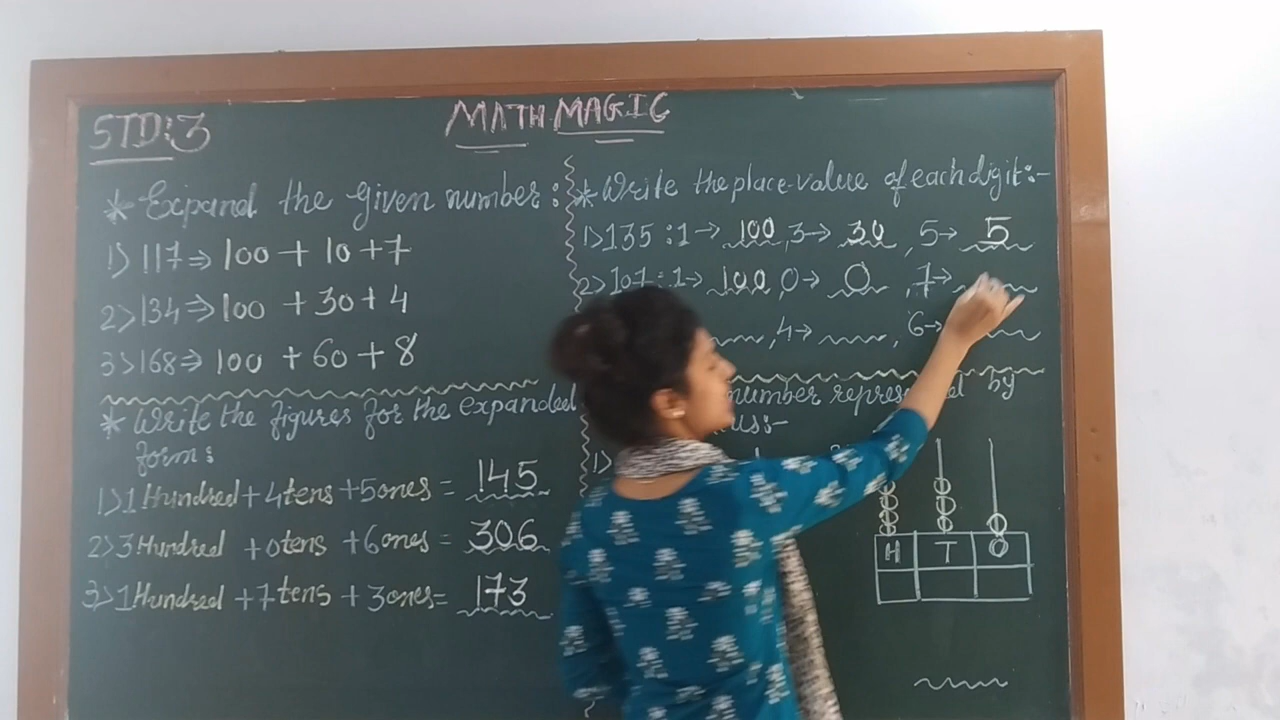 STD:3
MATH MAGIC
* Expand the given number:
1> 117 ⇒ 100 + 10 + 7
2> 134 ⇒ 100 + 30 + 4
3> 168 ⇒ 100 + 60 + 8
* Write the figures for the expanded
form:
1> 1 Hundred + 4 tens + 5 ones = 145
2> 3 Hundred + 0 tens + 6 ones = 306
3> 1 Hundred + 7 tens + 3 ones = 173
* Write the place value of each digit:-
1> 135 : 1 → 100, 3 → 30, 5 → 5
2> 107 : 1 → 100, 0 → 0, 7 →
, 4 → , 6 →
number by
1>
H T O